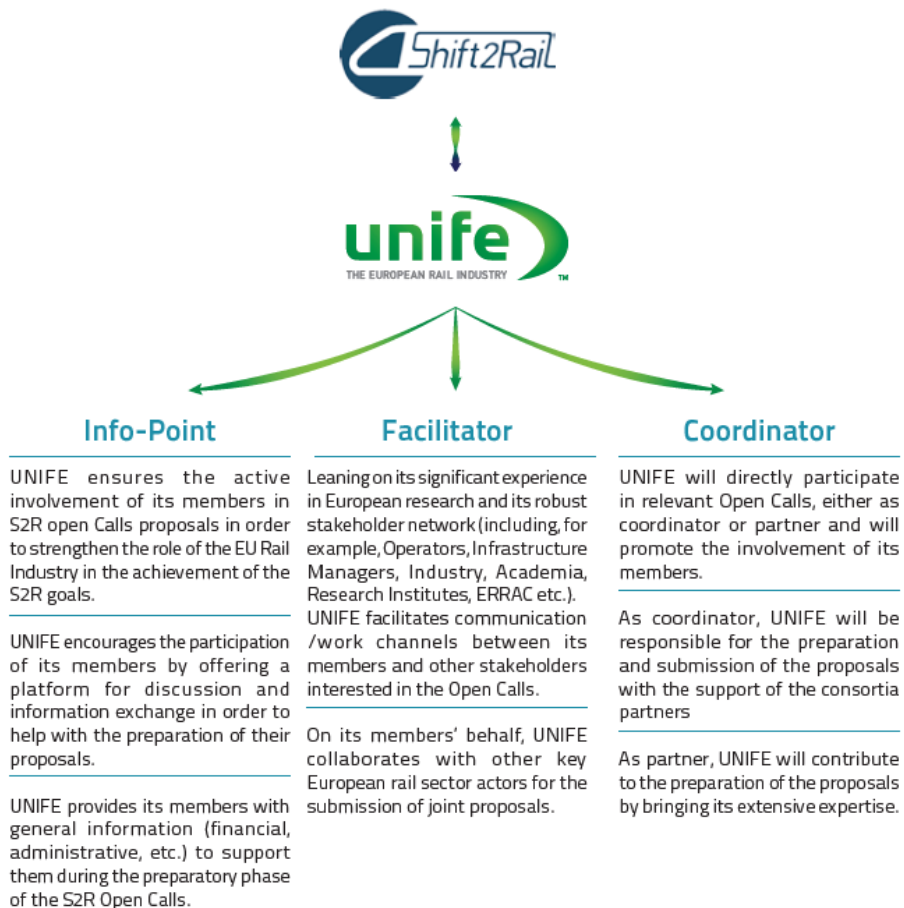 Shift2Rail
unife
THE EUROPEAN RAIL INDUSTRY
TM
Info-Point
UNIFE ensures the active
involvement of its members in
S2R open Calls proposals in order
to strengthen the role of the EU Rail
Industry in the achievement of the
S2R goals.
UNIFE encourages the participation
of its members by offering a
platform for discussion and
information exchange in order to
help with the preparation of their
proposals.
UNIFE provides its members with
general information (financial,
administrative, etc.) to support
them during the preparatory phase
of the S2R Open Calls.
Facilitator
Leaning on its significant experience
in European research and its robust
stakeholder network (including, for
example, Operators, Infrastructure
Managers, Industry, Academia,
Research Institutes, ERRAC etc.).
UNIFE facilitates communication
/work channels between its
members and other stakeholders
interested in the Open Calls.
On its members' behalf, UNIFE
collaborates with other key
European rail sector actors for the
submission of joint proposals.
Coordinator
UNIFE will directly participate
in relevant Open Calls, either as
coordinator or partner and will
promote the involvement of its
members.
As coordinator, UNIFE will be
responsible for the preparation
and submission of the proposals
with the support of the consortia
partners
As partner, UNIFE will contribute
to the preparation of the proposals
by bringing its extensive expertise.